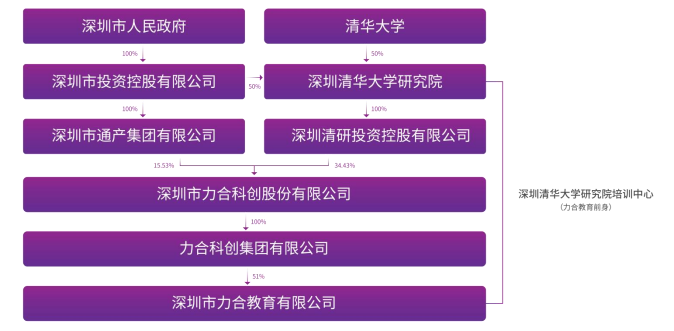 深圳市人民政府
清华大学
100%
50%
深圳市投资控股有限公司
50%
深圳清华大学研究院
100%
100%
深圳市通产集团有限公司
深圳清研投资控股有限公司
15.53%
34.43%
深圳市力合科创股份有限公司
深圳清华大学研究院培训中心
(力合教育前身)
100%
力合科创集团有限公司
51%
深圳市力合教育有限公司